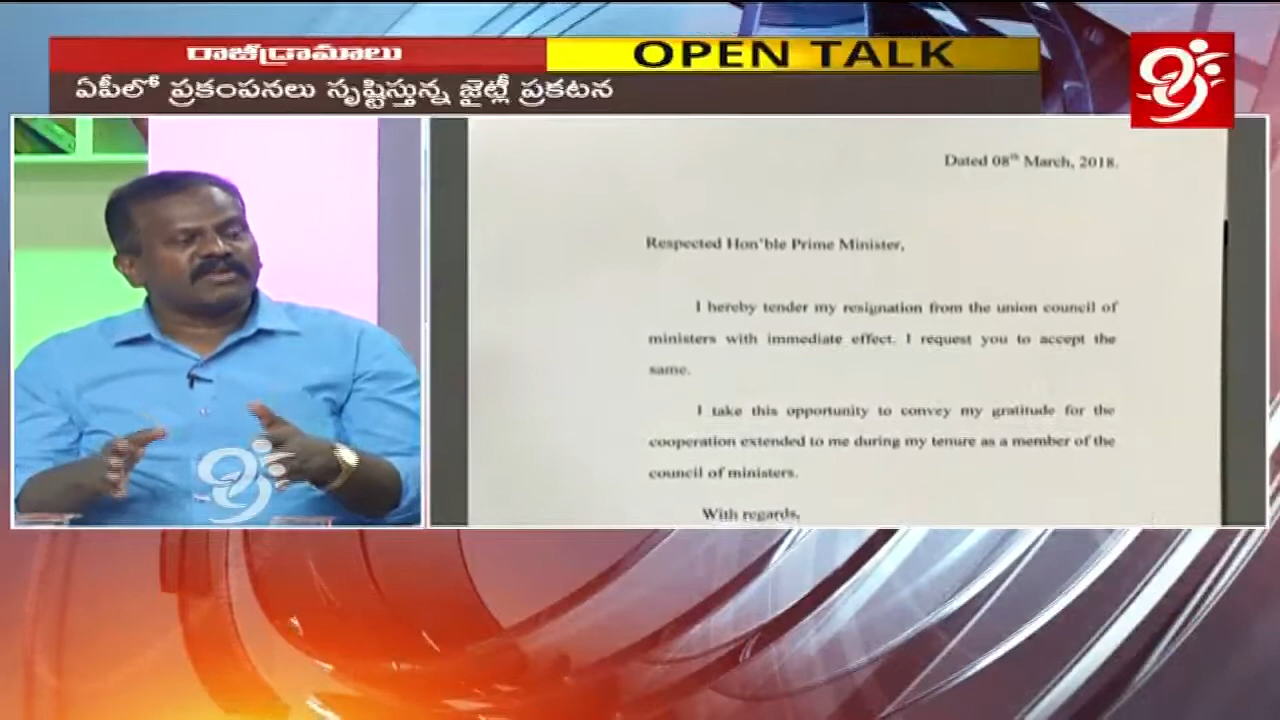 రాజీడ్రామాలు
OPEN TALK
ఏపీలో ప్రకంపనలు సృష్టిస్తున్న జైట్లీ ప్రకటన
Dated 08th March, 2018.
Respected Hon'ble Prime Minister,
I hereby tender my resignation from the union council of
ministers with immediate effect. I request you to accept the
same.
I take this opportunity to convey my gratitude for the
cooperation extended to me during my tenure as a member of the
council of ministers.
With regards,